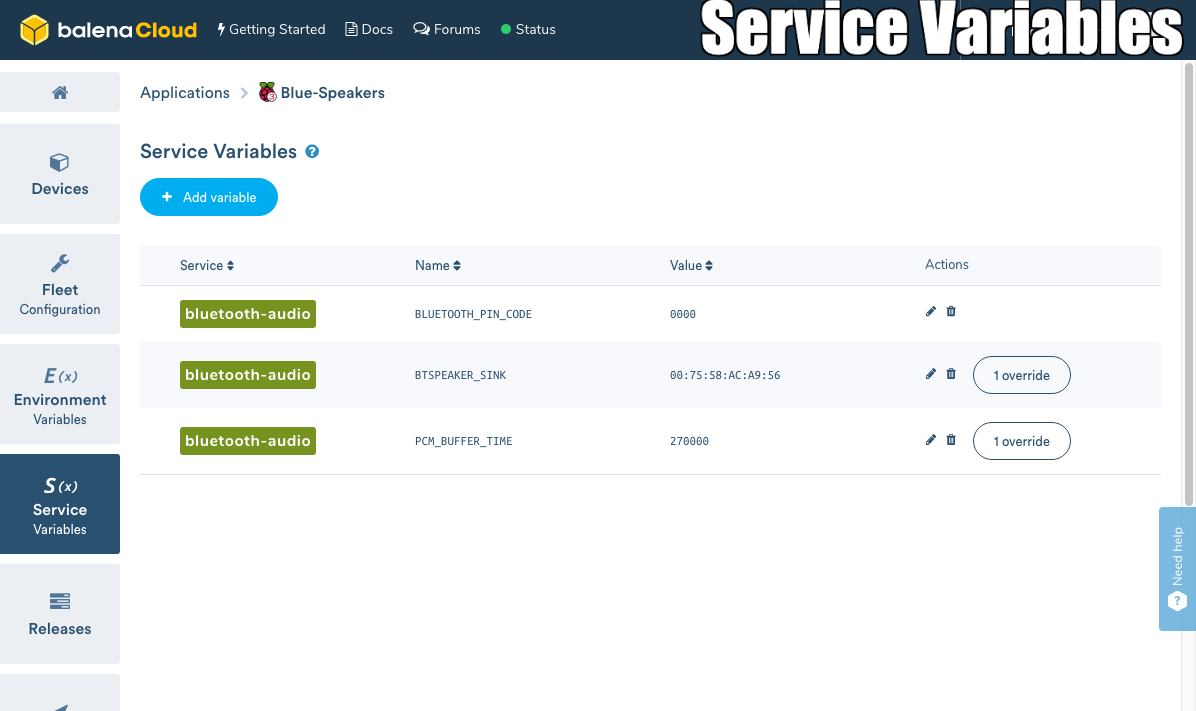 balenaCloud Getting Started Docs Forums Status
Service Variables
Applications Blue-Speakers
Service Variables ?
+ Add variable
Devices
Fleet
Configuration
E(x)
Environment
Variables
S(x)
Service
Variables
Releases
Service Name Value Actions
bluetooth-audio BLUETOOTH_PIN_CODE 0000
bluetooth-audio BTSPEAKER_SINK 00:75:58:AC:A9:56 1 override
bluetooth-audio PCM_BUFFER_TIME 270000 1 override
? Need help